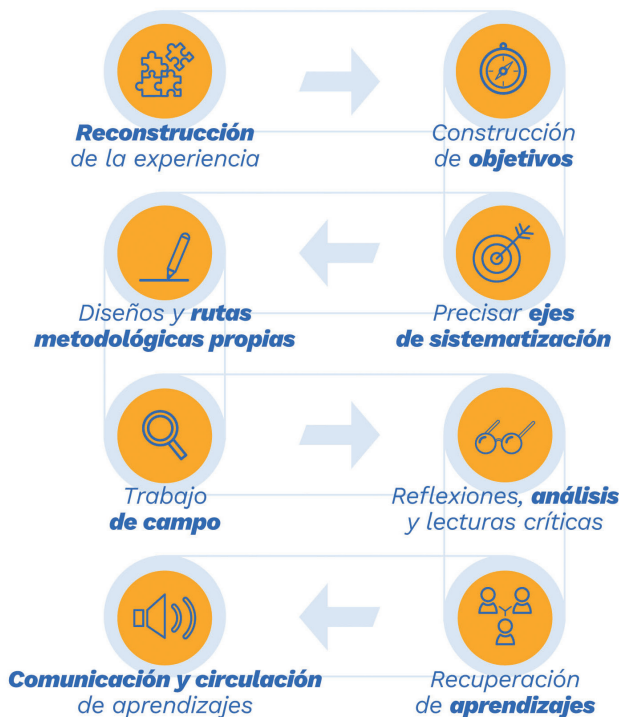 Reconstrucción
de la experiencia
Construcción
de objetivos
Precisar ejes
de sistematización
Diseños y rutas
metodológicas propias
Trabajo
de campo
Reflexiones, análisis
y lecturas críticas
Recuperación
de aprendizajes
Comunicación y circulación
de aprendizajes